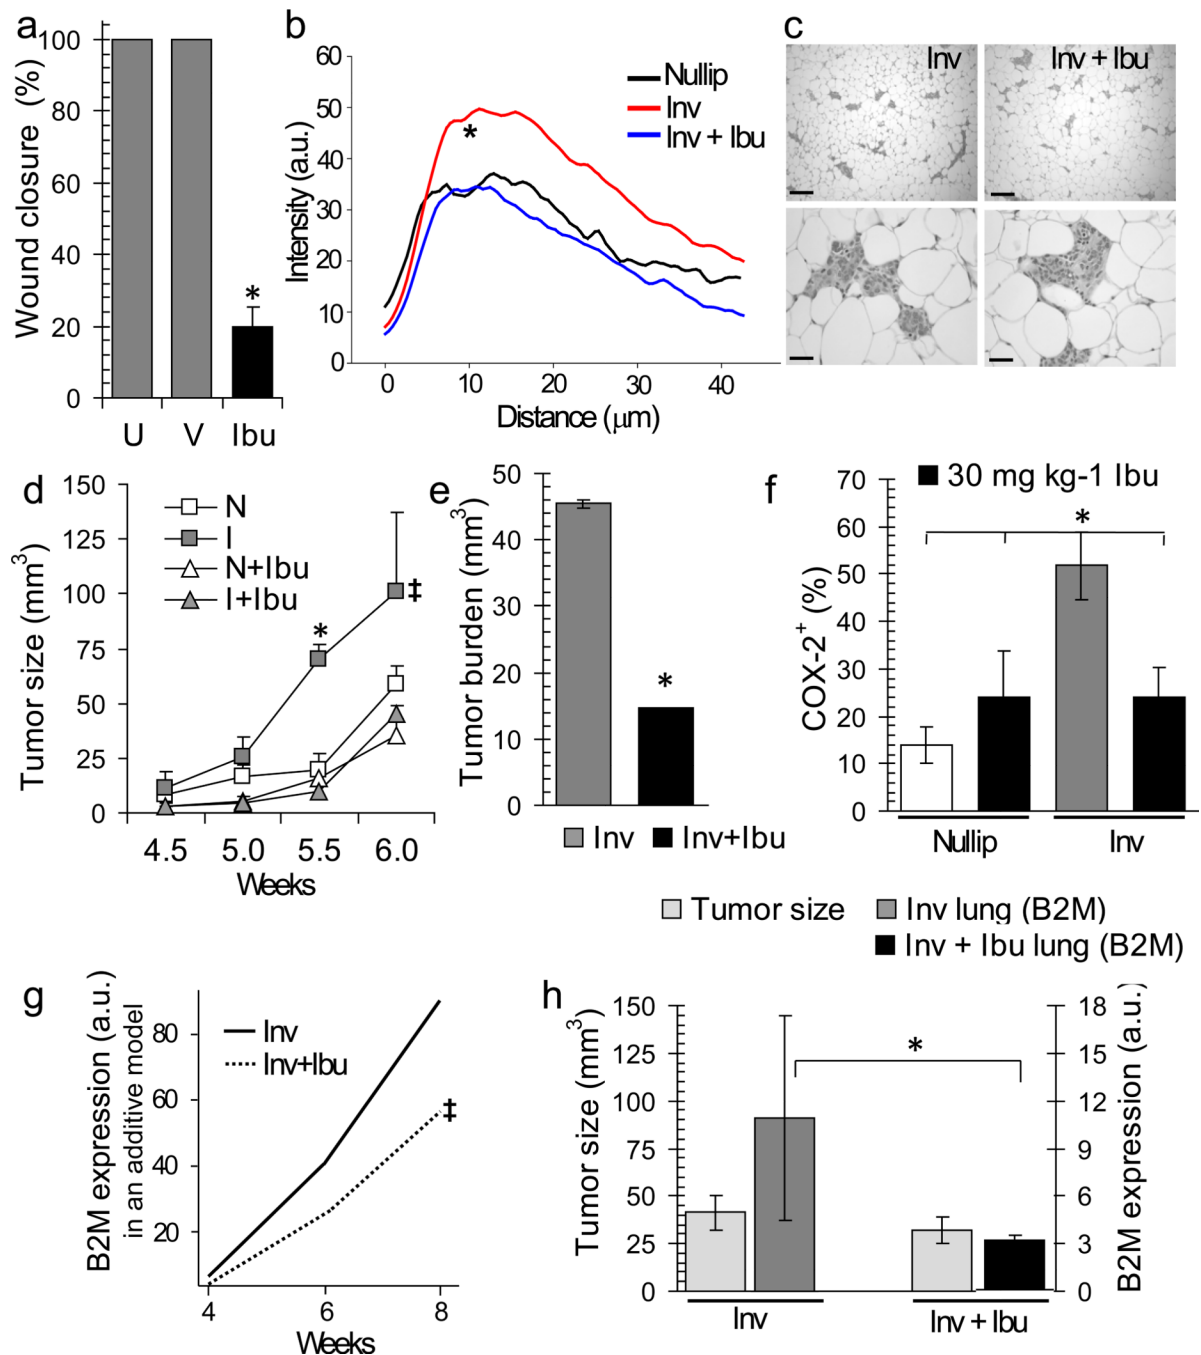 a
Wound closure (%)
100
80
60
40
20
0
*
U V Ibu
b
Intensity (a.u.)
60
50
40
30
20
10
0
Nullip
Inv
Inv + Ibu
*
0 10 20 30 40
Distance (μm)
c
Inv
Inv + Ibu
d
Tumor size (mm³)
150
125
100
75
50
25
0
N
I
N+Ibu
I+Ibu
*
‡
4.5 5.0 5.5 6.0
Weeks
e
Tumor burden (mm³)
50
40
30
20
10
0
*
Inv Inv+Ibu
f
30 mg kg-1 Ibu
COX-2⁺ (%)
70
60
50
40
30
20
10
0
*
Nullip Inv
g
B2M expression (a.u.)
in an additive model
80
60
40
20
Inv
Inv+Ibu
‡
4 6 8
Weeks
h
Tumor size
Inv lung (B2M)
Inv + Ibu lung (B2M)
Tumor size (mm³)
150
125
100
75
50
25
0
*
18
15
12
9
6
3
0
B2M expression (a.u.)
Inv Inv + Ibu